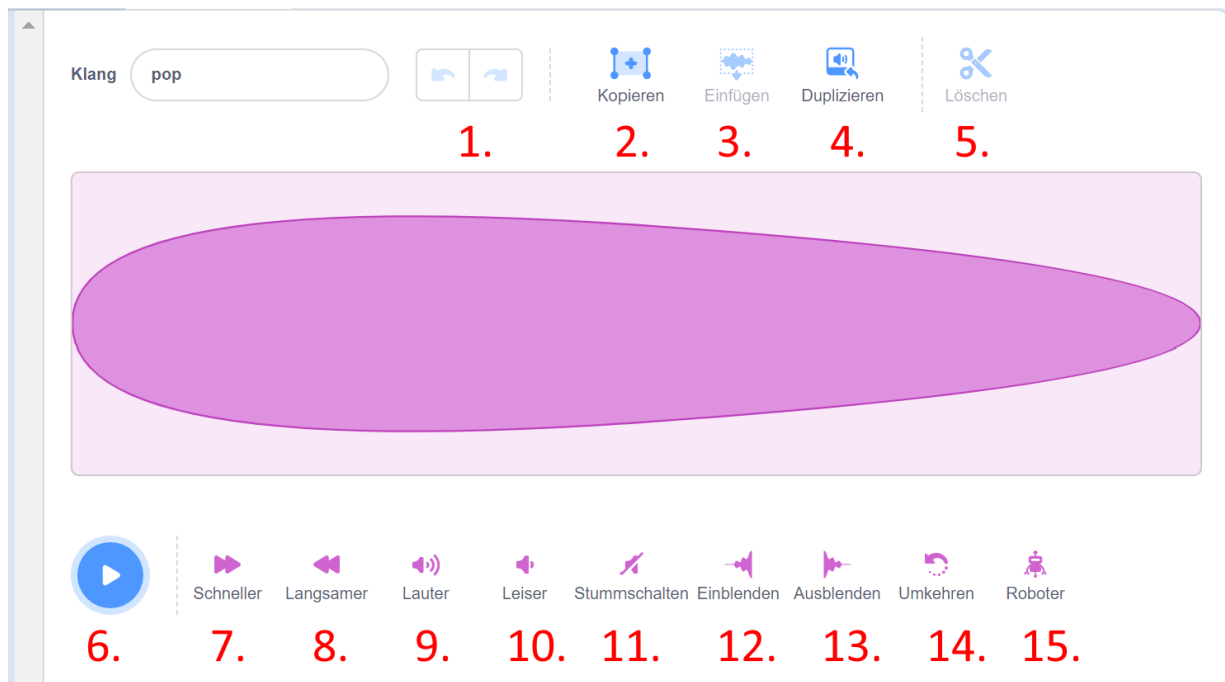 Klang pop
Kopieren Einfügen Duplizieren Löschen
1. 2. 3. 4. 5.
Schneller Langsamer Lauter Leiser Stummschalten Einblenden Ausblenden Umkehren Roboter
6. 7. 8. 9. 10. 11. 12. 13. 14. 15.